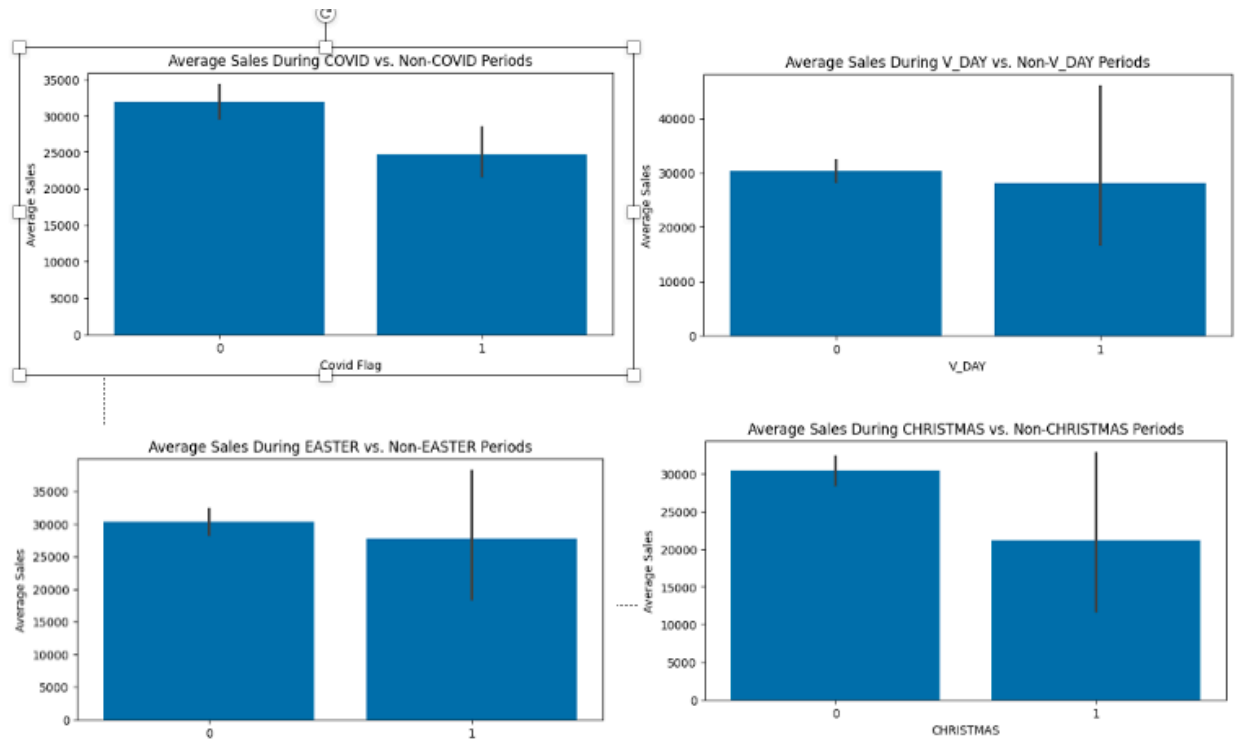 Average Sales During COVID vs. Non-COVID Periods
35000
30000
25000
20000
15000
10000
5000
0
Average Sales
0 1
Covid Flag
Average Sales During V_DAY vs. Non-V_DAY Periods
40000
30000
20000
10000
0
Average Sales
0 1
V_DAY
Average Sales During EASTER vs. Non-EASTER Periods
35000
30000
25000
20000
15000
10000
5000
0
Average Sales
0 1
Average Sales During CHRISTMAS vs. Non-CHRISTMAS Periods
30000
25000
20000
15000
10000
5000
0
Average Sales
0 1
CHRISTMAS